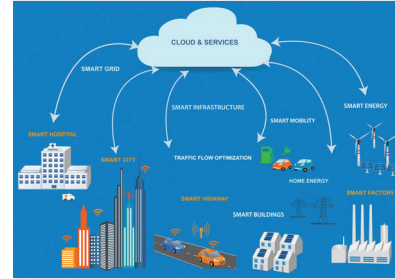 CLOUD & SERVICES
SMART GRID
SMART INFRASTRUCTURE
SMART ENERGY
SMART MOBILITY
SMART HOSPITAL
SMART CITY
TRAFFIC FLOW OPTIMIZATION
HOME ENERGY
SMART HIGHWAY
SMART FACTORY
SMART BUILDINGS